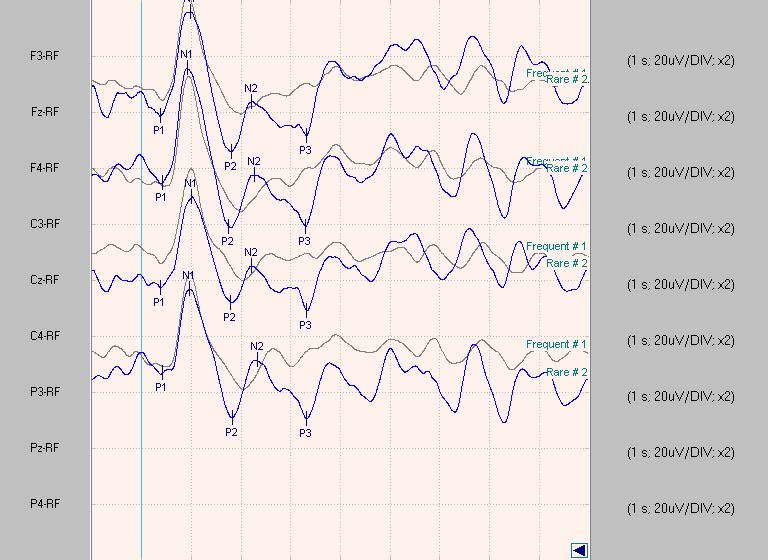 F3-RF
(1 s; 20uV/DIV; x2)
N1
N2
P1
P2
P3
Frequent # 1
Rare # 2
Fz-RF
(1 s; 20uV/DIV; x2)
F4-RF
(1 s; 20uV/DIV; x2)
N2
P1
P2
P3
Frequent # 1
Rare # 2
C3-RF
(1 s; 20uV/DIV; x2)
N1
N2
P1
P2
P3
Frequent # 1
Rare # 2
Cz-RF
(1 s; 20uV/DIV; x2)
N1
N2
P1
P2
P3
Frequent # 1
Rare # 2
C4-RF
(1 s; 20uV/DIV; x2)
P3-RF
(1 s; 20uV/DIV; x2)
Pz-RF
(1 s; 20uV/DIV; x2)
P4-RF
(1 s; 20uV/DIV; x2)